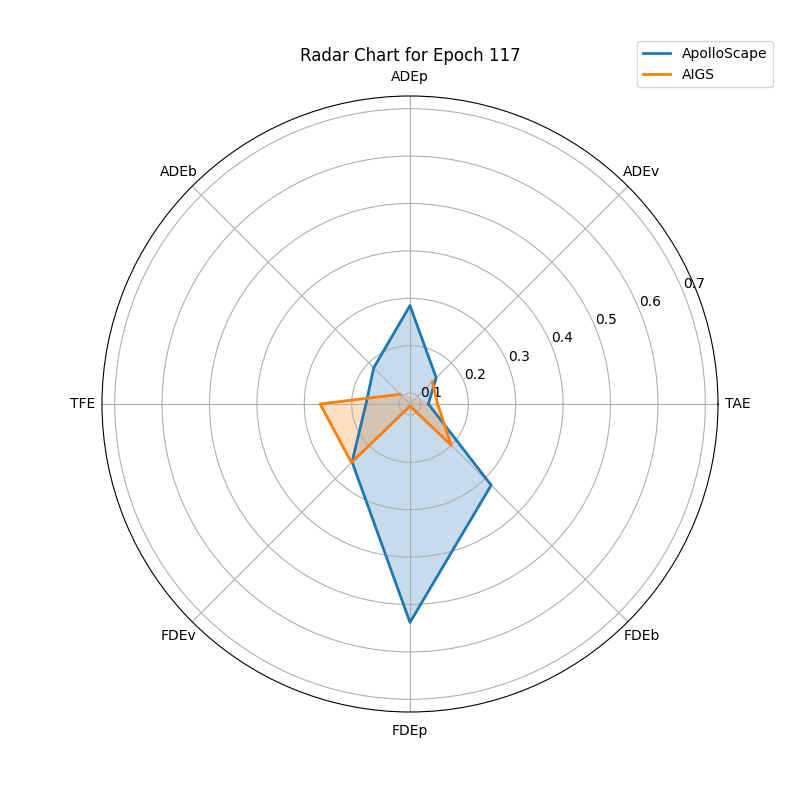 Radar Chart for Epoch 117
ApolloScape
AIGS
ADEp
ADEb
ADEv
0.7
0.6
0.5
0.4
0.3
0.2
0.1
TFE
TAE
FDEv
FDEb
FDEp